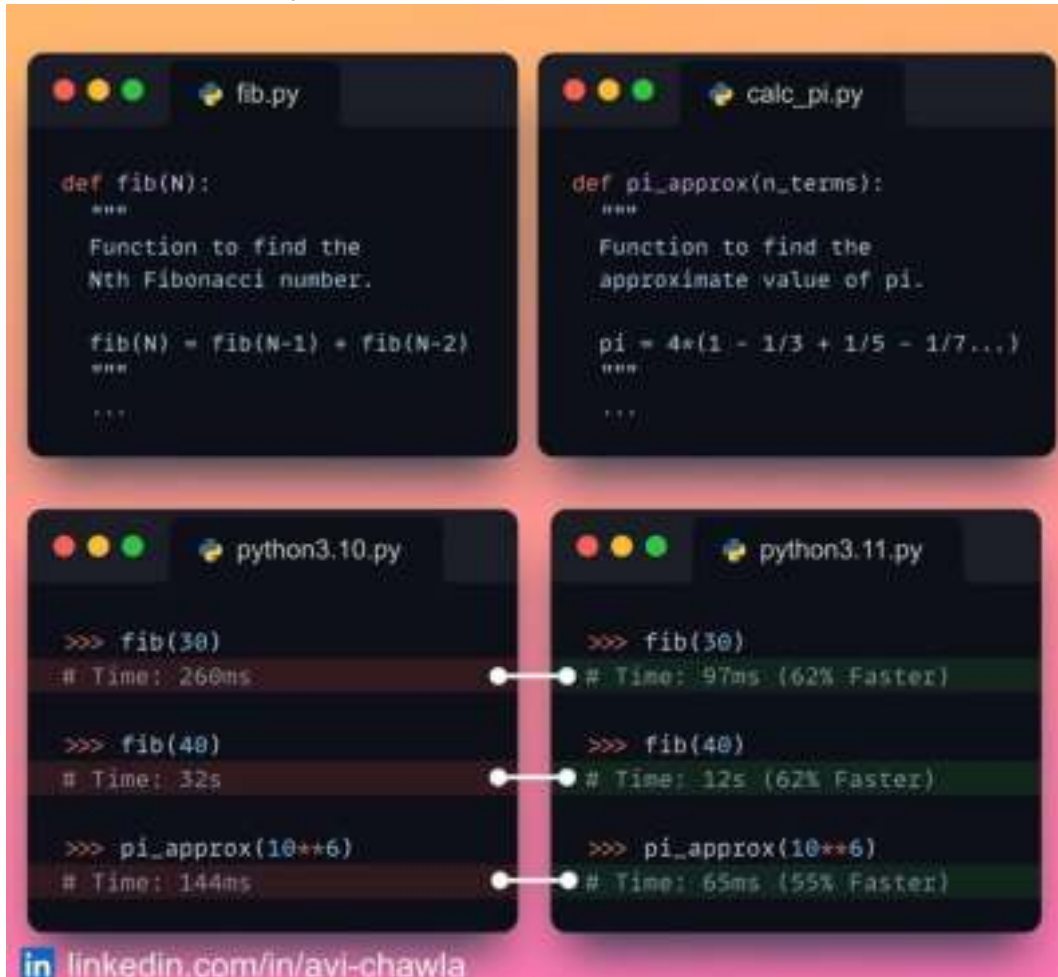 fib.py
def fib(N):
"""
Function to find the
Nth Fibonacci number.
fib(N) = fib(N-1) + fib(N-2)
"""
...
calc_pi.py
def pi_approx(n_terms):
"""
Function to find the
approximate value of pi.
pi = 4*(1 - 1/3 + 1/5 - 1/7...)
"""
...
python3.10.py
>>> fib(30)
# Time: 260ms
>>> fib(40)
# Time: 32s
>>> pi_approx(10**6)
# Time: 144ms
python3.11.py
>>> fib(30)
# Time: 97ms (62% Faster)
>>> fib(40)
# Time: 12s (62% Faster)
>>> pi_approx(10**6)
# Time: 65ms (55% Faster)
in linkedin.com/in/avi-chawla